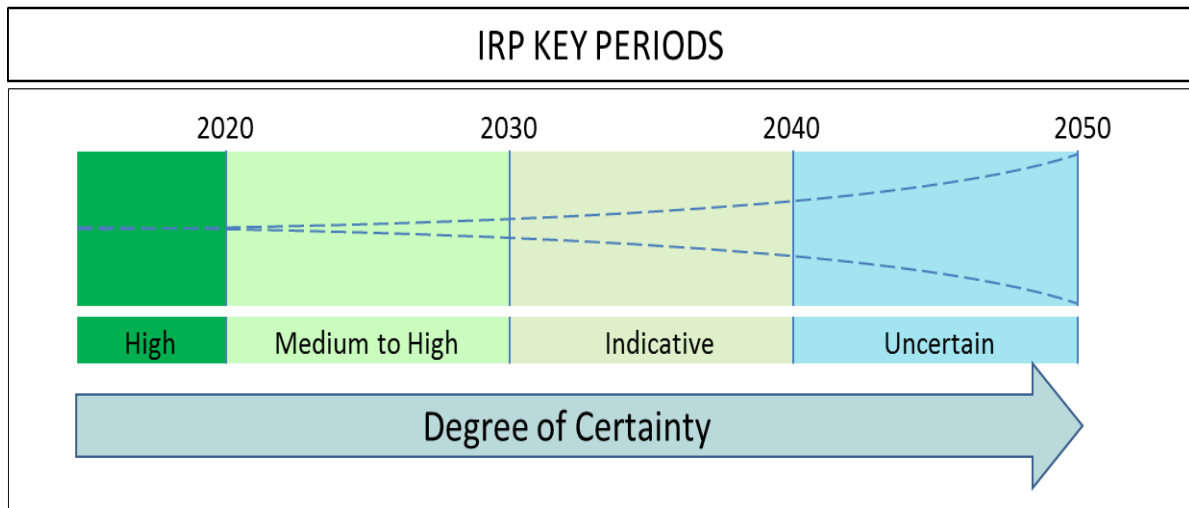 IRP KEY PERIODS
2020 2030 2040 2050
High Medium to High Indicative Uncertain
Degree of Certainty